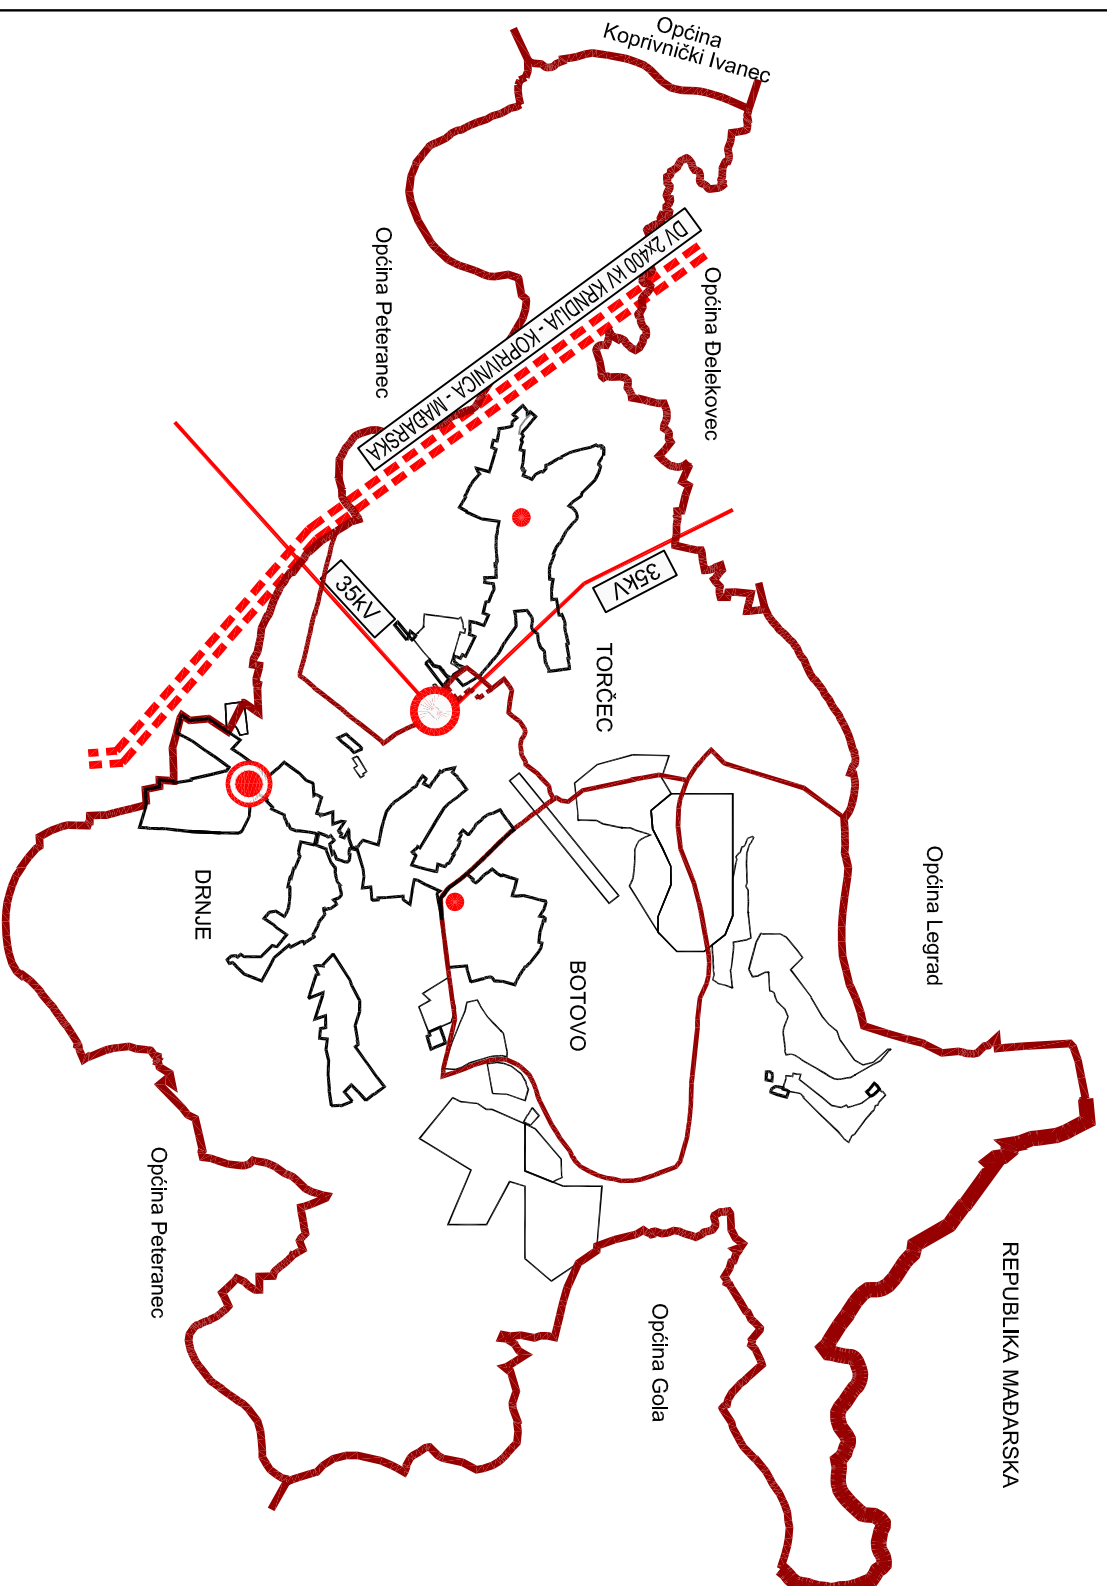 Općina
Koprivnički Ivanec
Općina Peteranec
DV 2x400 kV KRNDIJA - KOPRIVNICA - MAĐARSKA
Općina Đelekovec
35kV
35kV
TORČEC
DRNJE
BOTOVO
Općina Legrad
Općina Peteranec
Općina Gola
REPUBLIKA MAĐARSKA